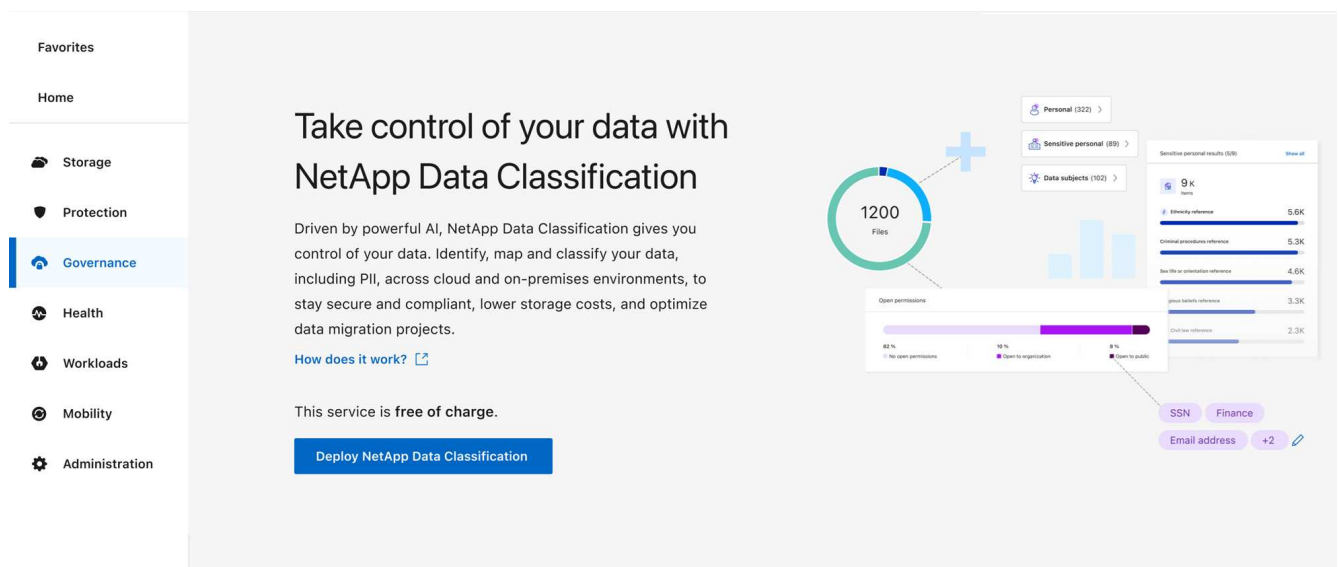 Favorites
Home
Storage
Protection
Governance
Health
Workloads
Mobility
Administration
Take control of your data with
NetApp Data Classification
Driven by powerful AI, NetApp Data Classification gives you
control of your data. Identify, map and classify your data,
including PII, across cloud and on-premises environments, to
stay secure and compliant, lower storage costs, and optimize
data migration projects.
How does it work?
This service is free of charge.
Deploy NetApp Data Classification
1200
Files
Personal (322)
Sensitive personal (89)
Data subjects (102)
Sensitive personal results (5/9) Show all
9 K
Items
Ethnicity reference 5.6K
Criminal procedures reference 5.3K
Sex life or orientation reference 4.6K
beliefs reference 3.3K
Civil law reference 2.3K
Open permissions
82 % 10 % 8 %
No open permissions Open to organization Open to public
SSN Finance
Email address +2